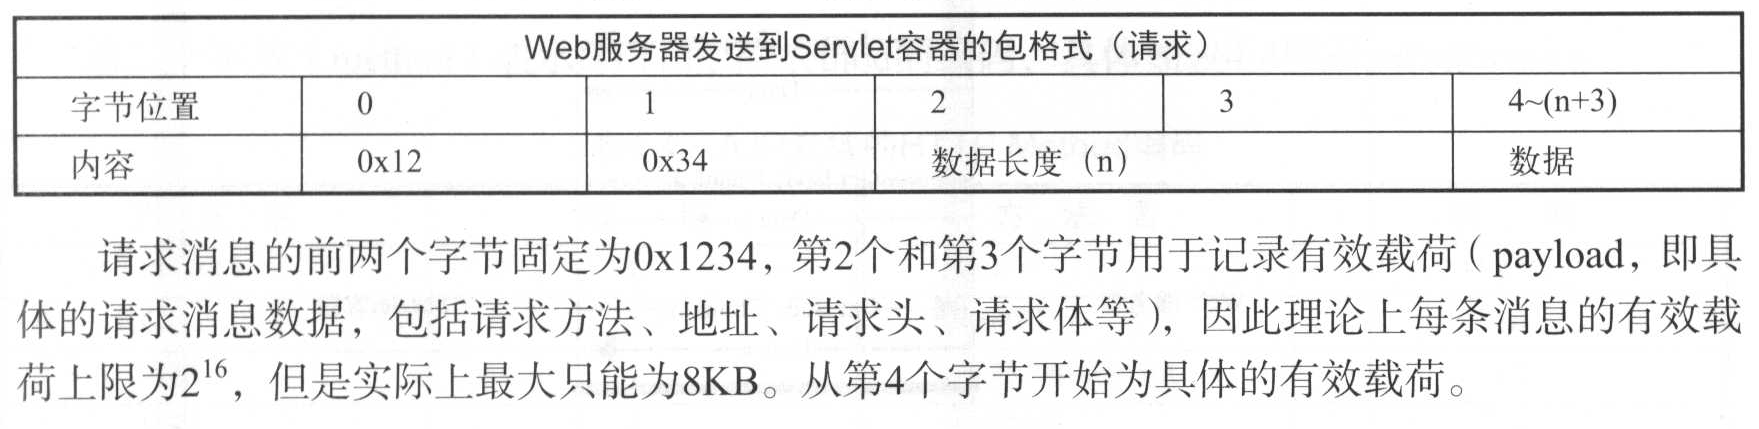 Web服务器发送到Servlet容器的包格式（请求）
字节位置 0 1 2 3 4~(n+3)
内容 0x12 0x34 数据长度（n） 数据
请求消息的前两个字节固定为0x1234，第2个和第3个字节用于记录有效载荷（payload，即具
体的请求消息数据，包括请求方法、地址、请求头、请求体等），因此理论上每条消息的有效载
荷上限为2¹⁶，但是实际上最大只能为8KB。从第4个字节开始为具体的有效载荷。